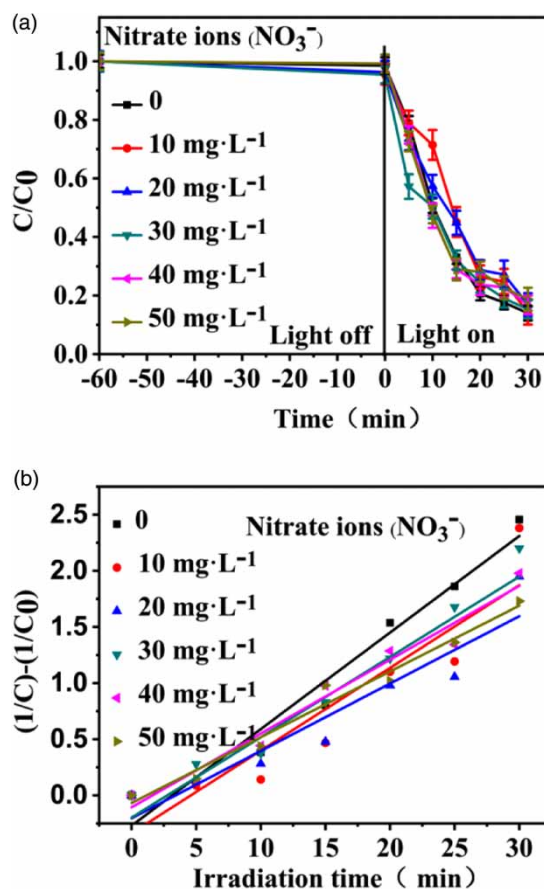 (a)
Nitrate ions (NO₃⁻)
1.0
0.8
0.6
0.4
0.2
0.0
C/C0
0
10 mg·L⁻¹
20 mg·L⁻¹
30 mg·L⁻¹
40 mg·L⁻¹
50 mg·L⁻¹
Light off
Light on
-60 -50 -40 -30 -20 -10 0 10 20 30
Time (min)
(b)
Nitrate ions (NO₃⁻)
2.5
2.0
1.5
1.0
0.5
0.0
(1/C)-(1/C0)
0
10 mg·L⁻¹
20 mg·L⁻¹
30 mg·L⁻¹
40 mg·L⁻¹
50 mg·L⁻¹
0 5 10 15 20 25 30
Irradiation time (min)